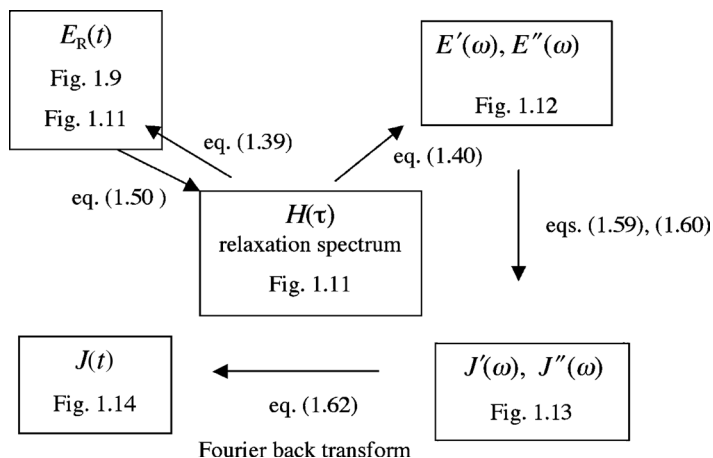 E_R(t)
Fig. 1.9
Fig. 1.11
E′(ω), E″(ω)
Fig. 1.12
eq. (1.39)
eq. (1.40)
eq. (1.50 )
H(τ)
relaxation spectrum
Fig. 1.11
eqs. (1.59), (1.60)
J(t)
Fig. 1.14
eq. (1.62)
Fourier back transform
J′(ω), J″(ω)
Fig. 1.13